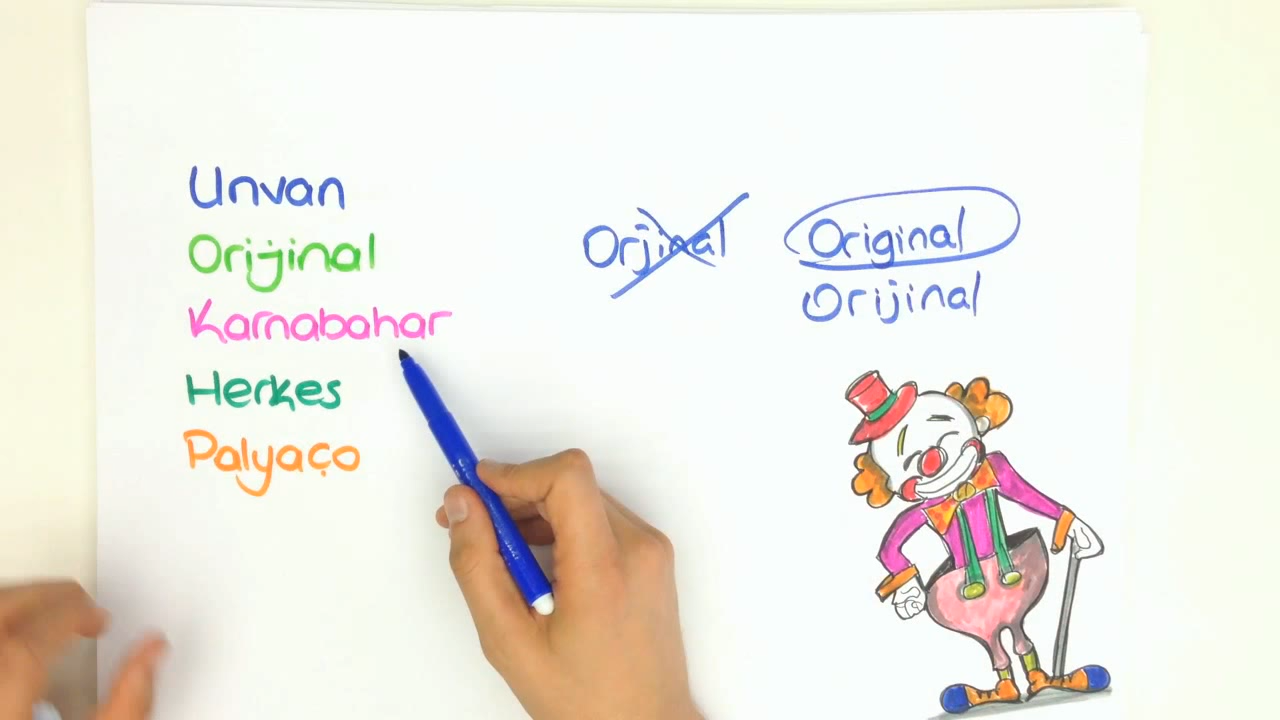 Unvan
Orijinal
Karnabahar
Herkes
Palyaço
Orjinal
Original
Orijinal